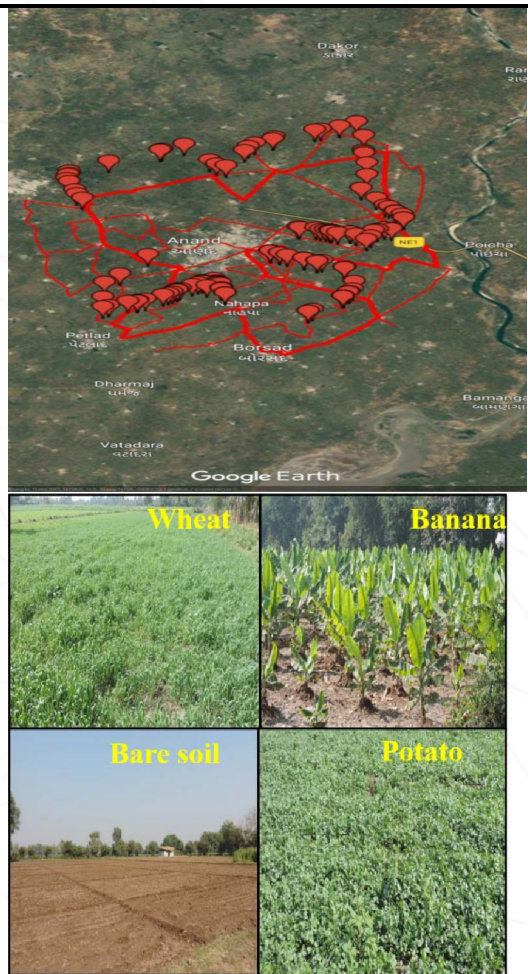 Dakor
ડાકોર
Anand
આણંદ
NE1
Poicha
પોઇચા
Nahapa
નાહપા
Petlad
પેટલાદ
Borsad
બોરસદ
Dharmaj
ધર્મજ
Vatadara
વટાદરા
Google Earth
Wheat
Banana
Bare soil
Potato